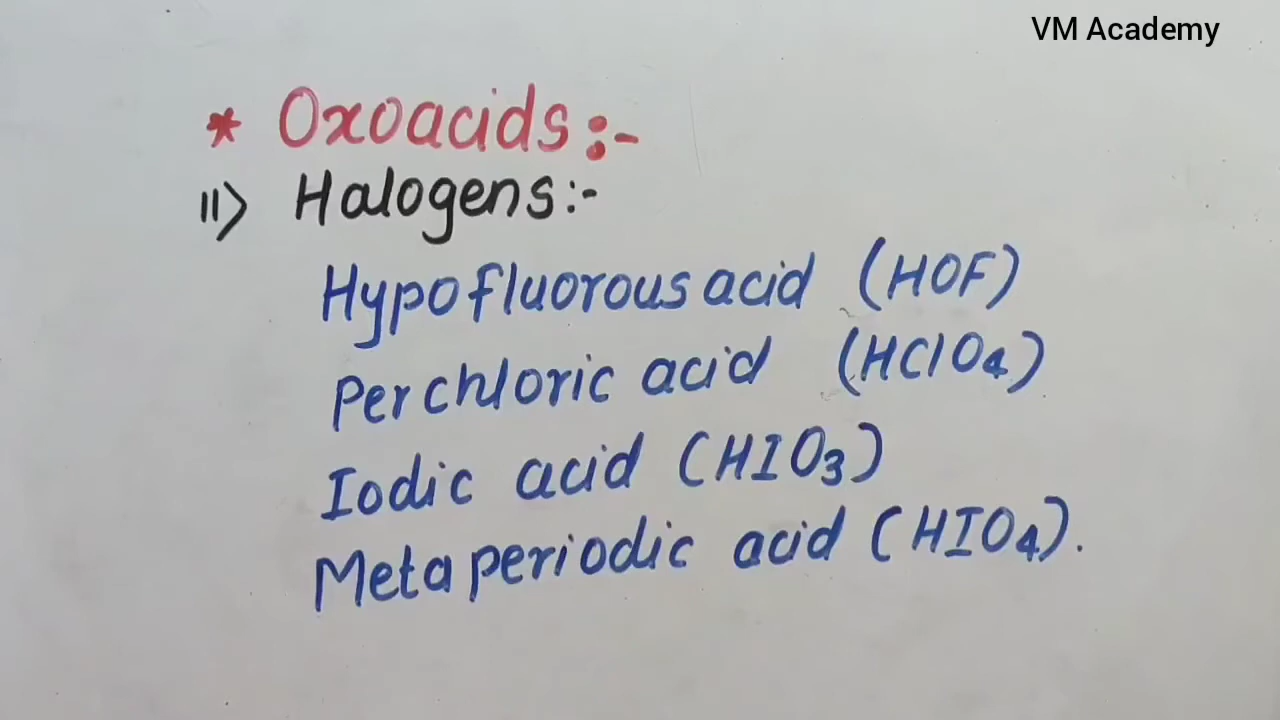 VM Academy
* Oxoacids:-
II> Halogens:-
Hypofluorous acid (HOF)
Perchloric acid (HClO4)
Iodic acid (HIO3)
Metaperiodic acid (HIO4).